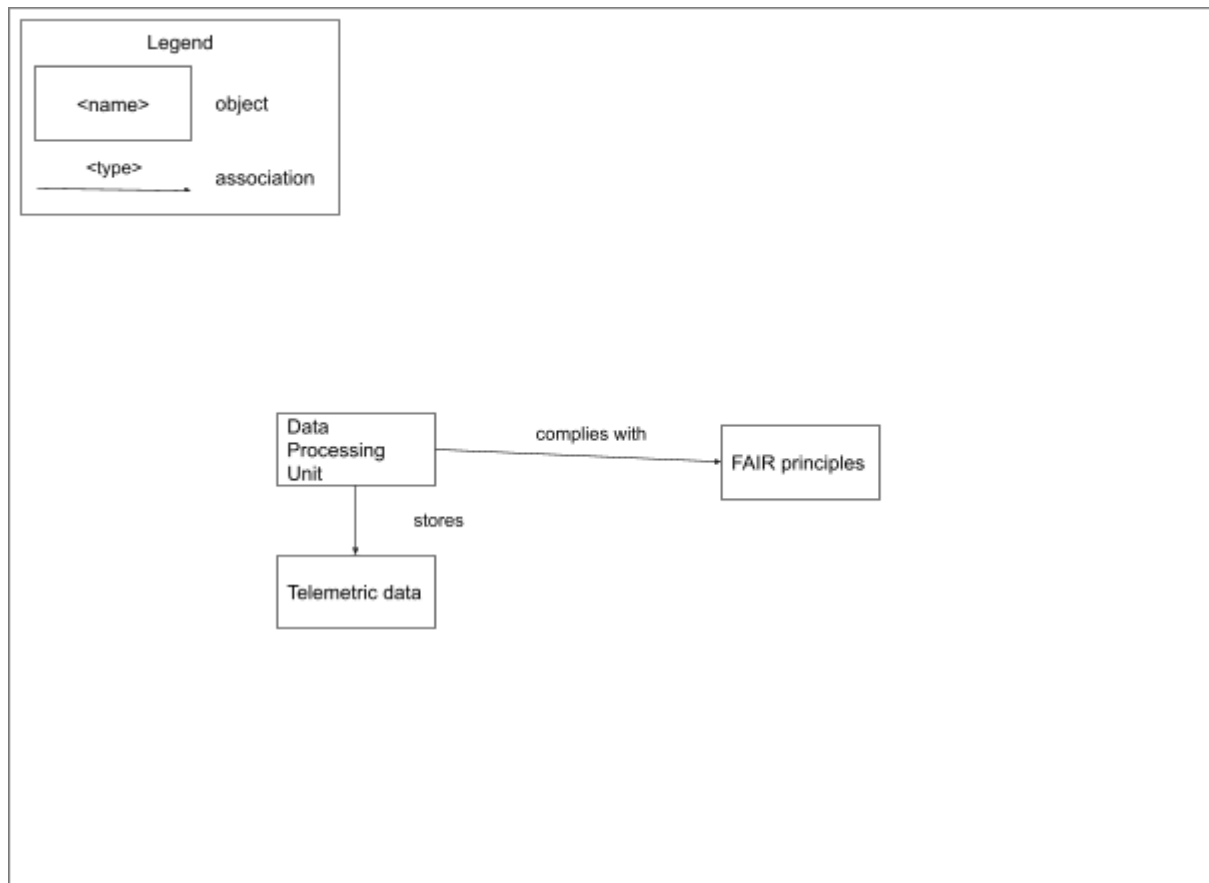 Legend
<name>
object
<type>
association
Data
Processing
Unit
complies with
FAIR principles
stores
Telemetric data